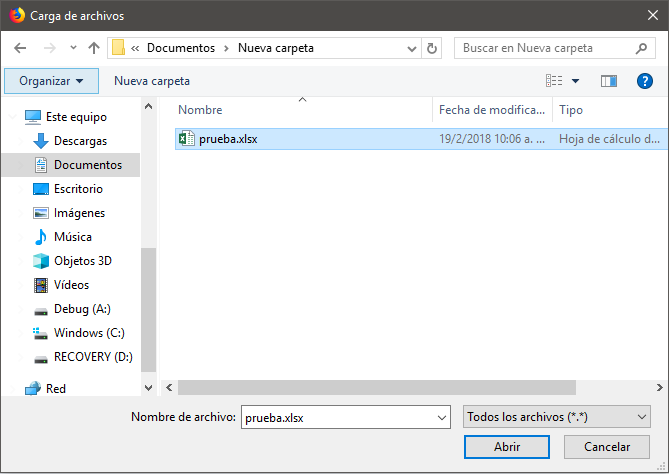 Carga de archivos
« Documentos › Nueva carpeta
Buscar en Nueva carpeta
Organizar
Nueva carpeta
Nombre
Fecha de modifica...
Tipo
prueba.xlsx
19/2/2018 10:06 a. ...
Hoja de cálculo d...
Este equipo
Descargas
Documentos
Escritorio
Imágenes
Música
Objetos 3D
Vídeos
Debug (A:)
Windows (C:)
RECOVERY (D:)
Red
Nombre de archivo:
prueba.xlsx
Todos los archivos (*.*)
Abrir
Cancelar